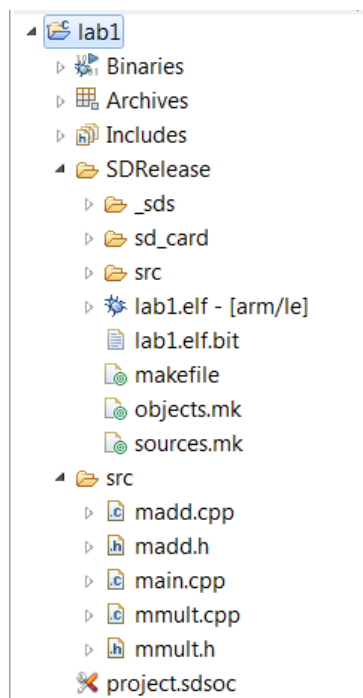 lab1
Binaries
Archives
Includes
SDRelease
_sds
sd_card
src
lab1.elf - [arm/le]
lab1.elf.bit
makefile
objects.mk
sources.mk
src
madd.cpp
madd.h
main.cpp
mmult.cpp
mmult.h
project.sdsoc